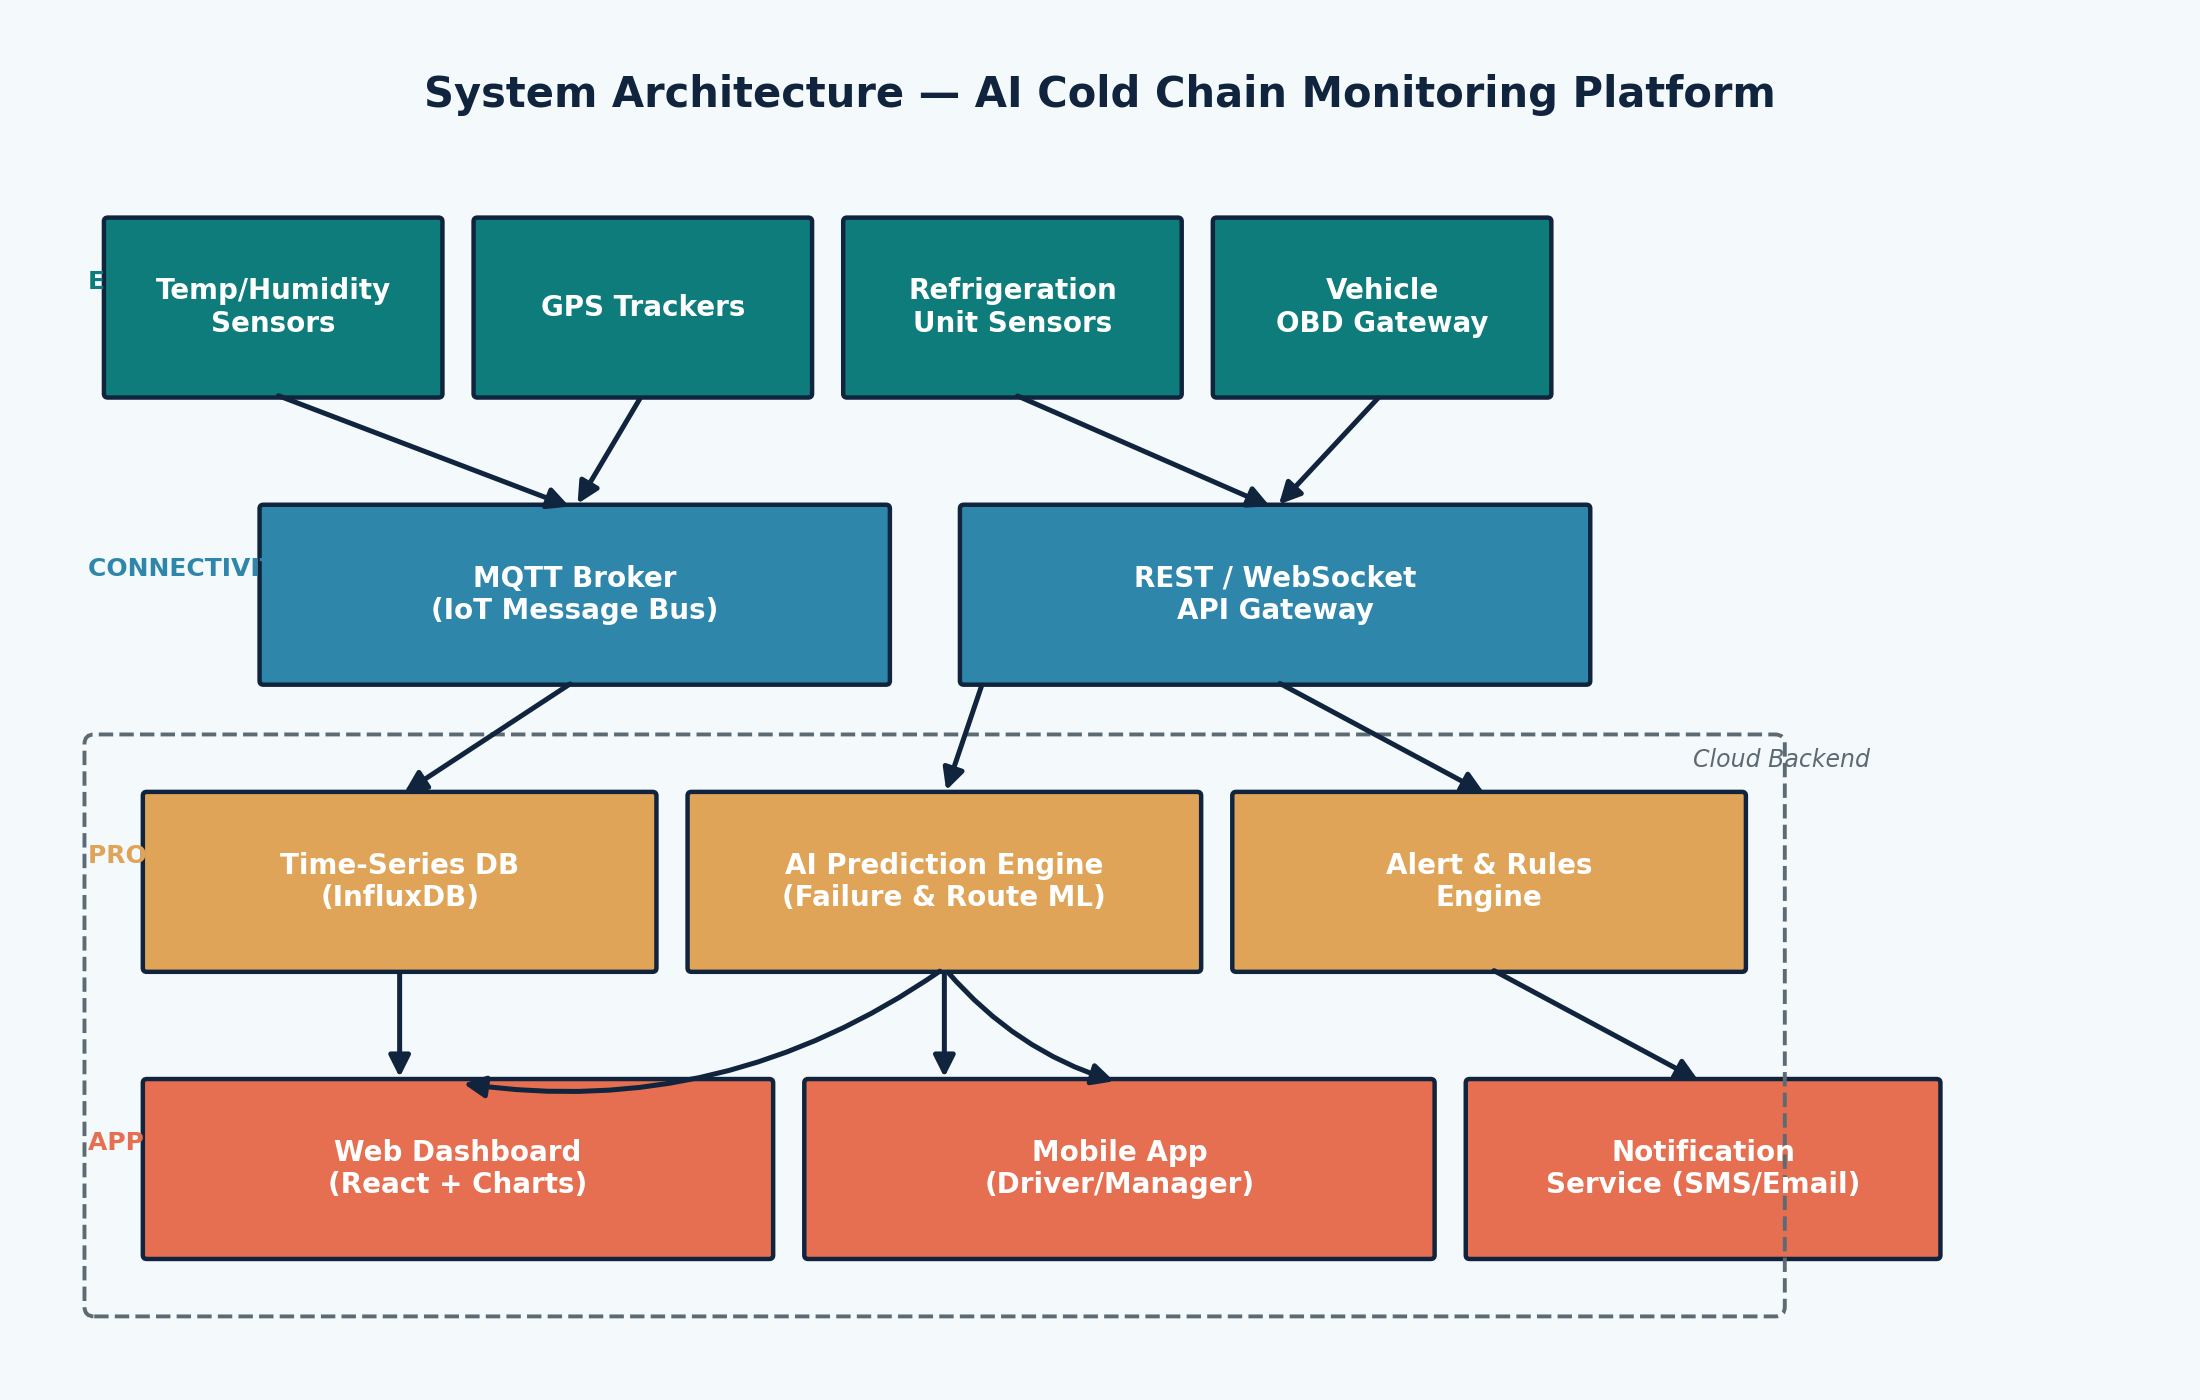 System Architecture — AI Cold Chain Monitoring Platform
E
Temp/Humidity
Sensors
GPS Trackers
Refrigeration
Unit Sensors
Vehicle
OBD Gateway
CONNECTIVI
MQTT Broker
(IoT Message Bus)
REST / WebSocket
API Gateway
Cloud Backend
PRO
Time-Series DB
(InfluxDB)
AI Prediction Engine
(Failure & Route ML)
Alert & Rules
Engine
APP
Web Dashboard
(React + Charts)
Mobile App
(Driver/Manager)
Notification
Service (SMS/Email)